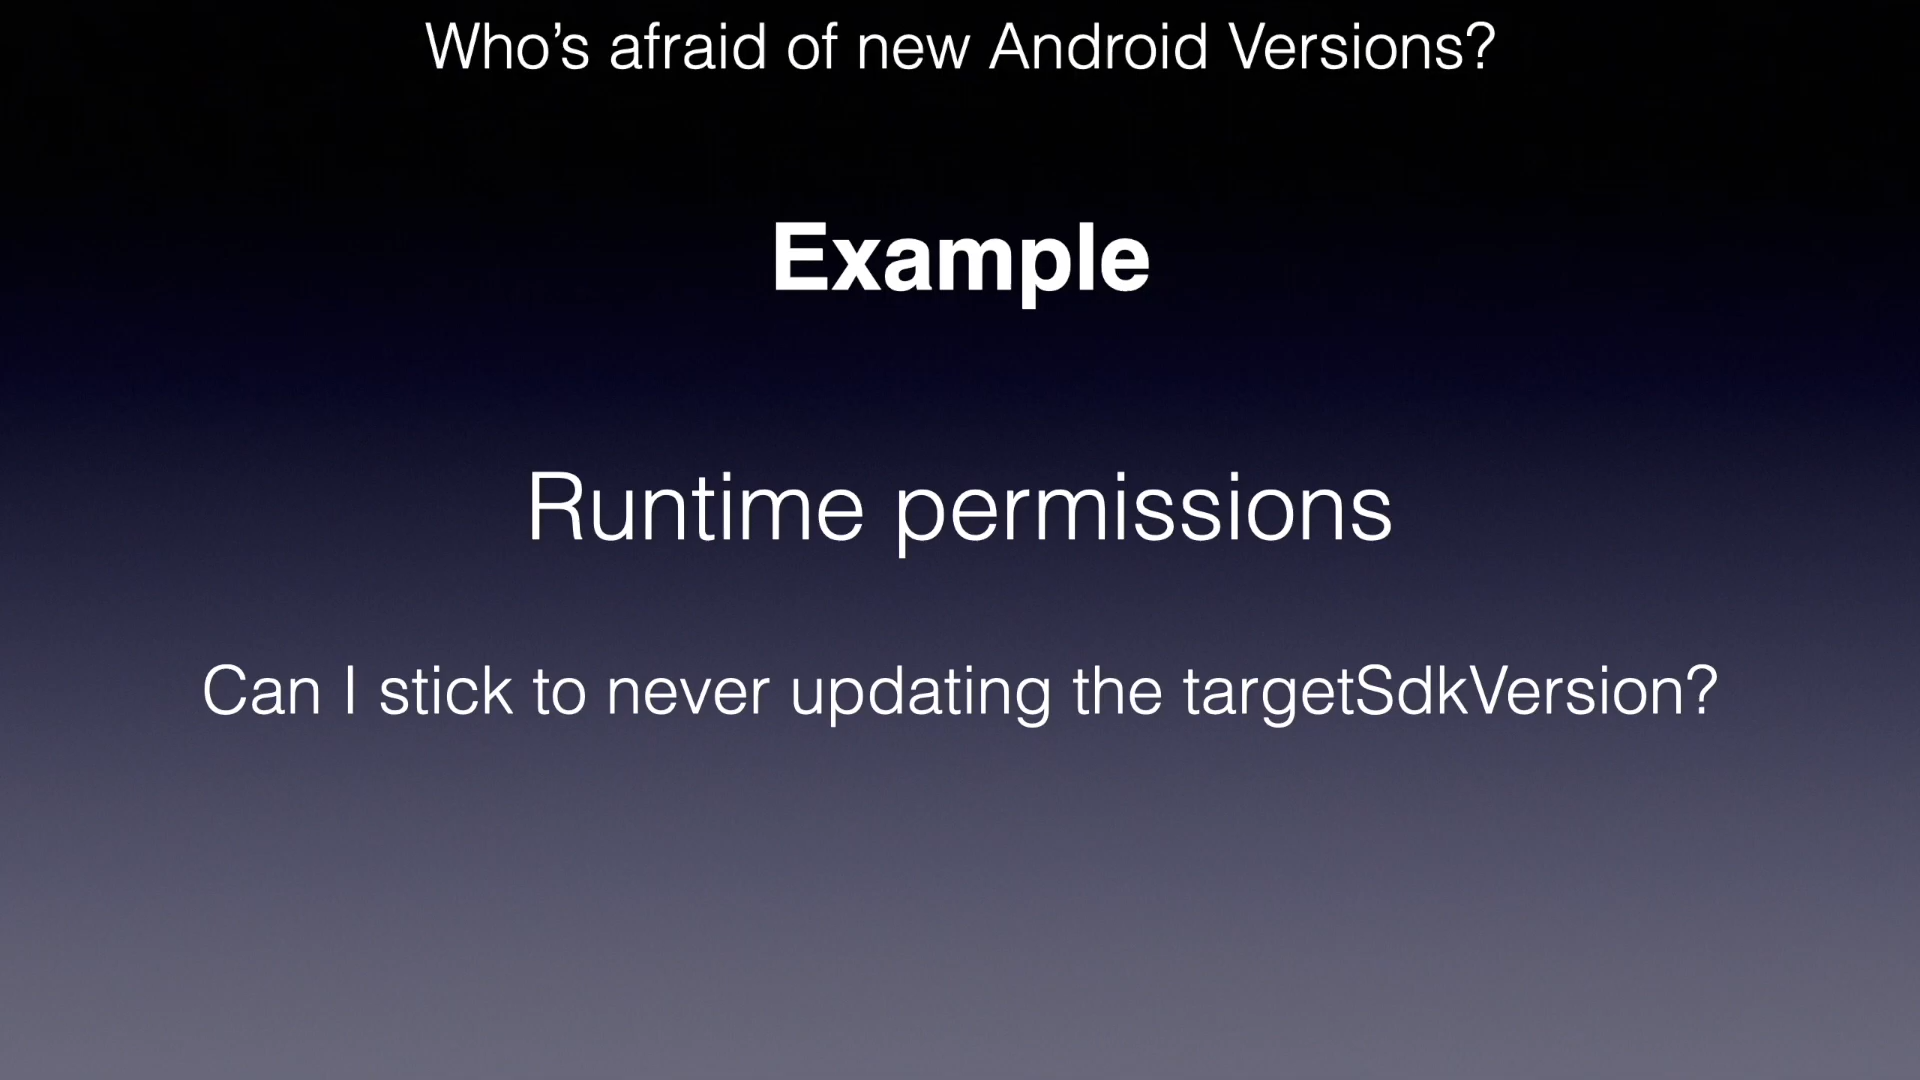 Who’s afraid of new Android Versions?
Example
Runtime permissions
Can I stick to never updating the targetSdkVersion?